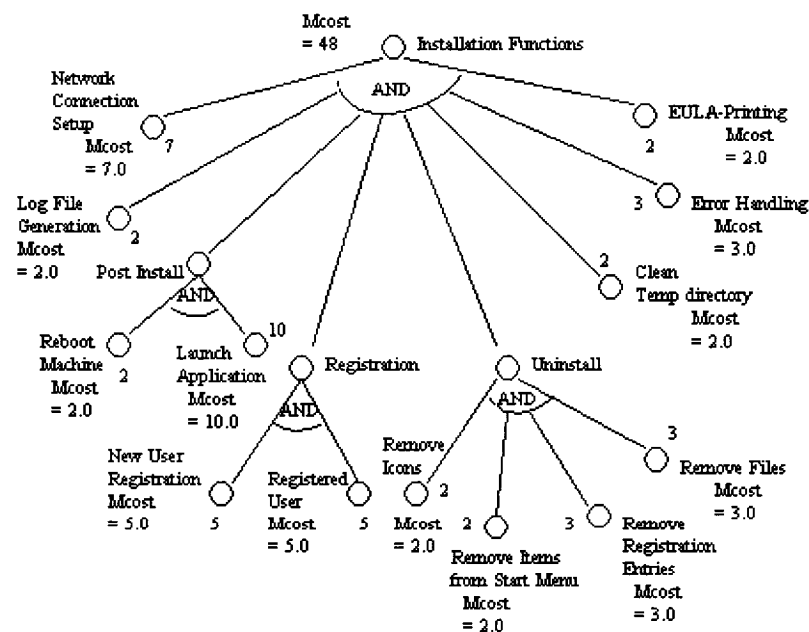 Mcost
= 48
Installation Functions
AND
Network
Connection
Setup
7
Mcost
= 7.0
EULA-Printing
2
Mcost
= 2.0
Log File
Generation
2
Mcost
= 2.0
3
Error Handling
Mcost
= 3.0
2
Clean
Temp directory
Mcost
= 2.0
Post Install
AND
Reboot
Machine
2
Mcost
= 2.0
10
Launch
Application
Mcost
= 10.0
Registration
AND
New User
Registration
Mcost
= 5.0
5
Registered
User
5
Mcost
= 5.0
Uninstall
AND
Remove
Icons
2
Mcost
= 2.0
2
Remove Items
from Start Menu
Mcost
= 2.0
3
Remove
Registration
Entries
Mcost
= 3.0
3
Remove Files
Mcost
= 3.0